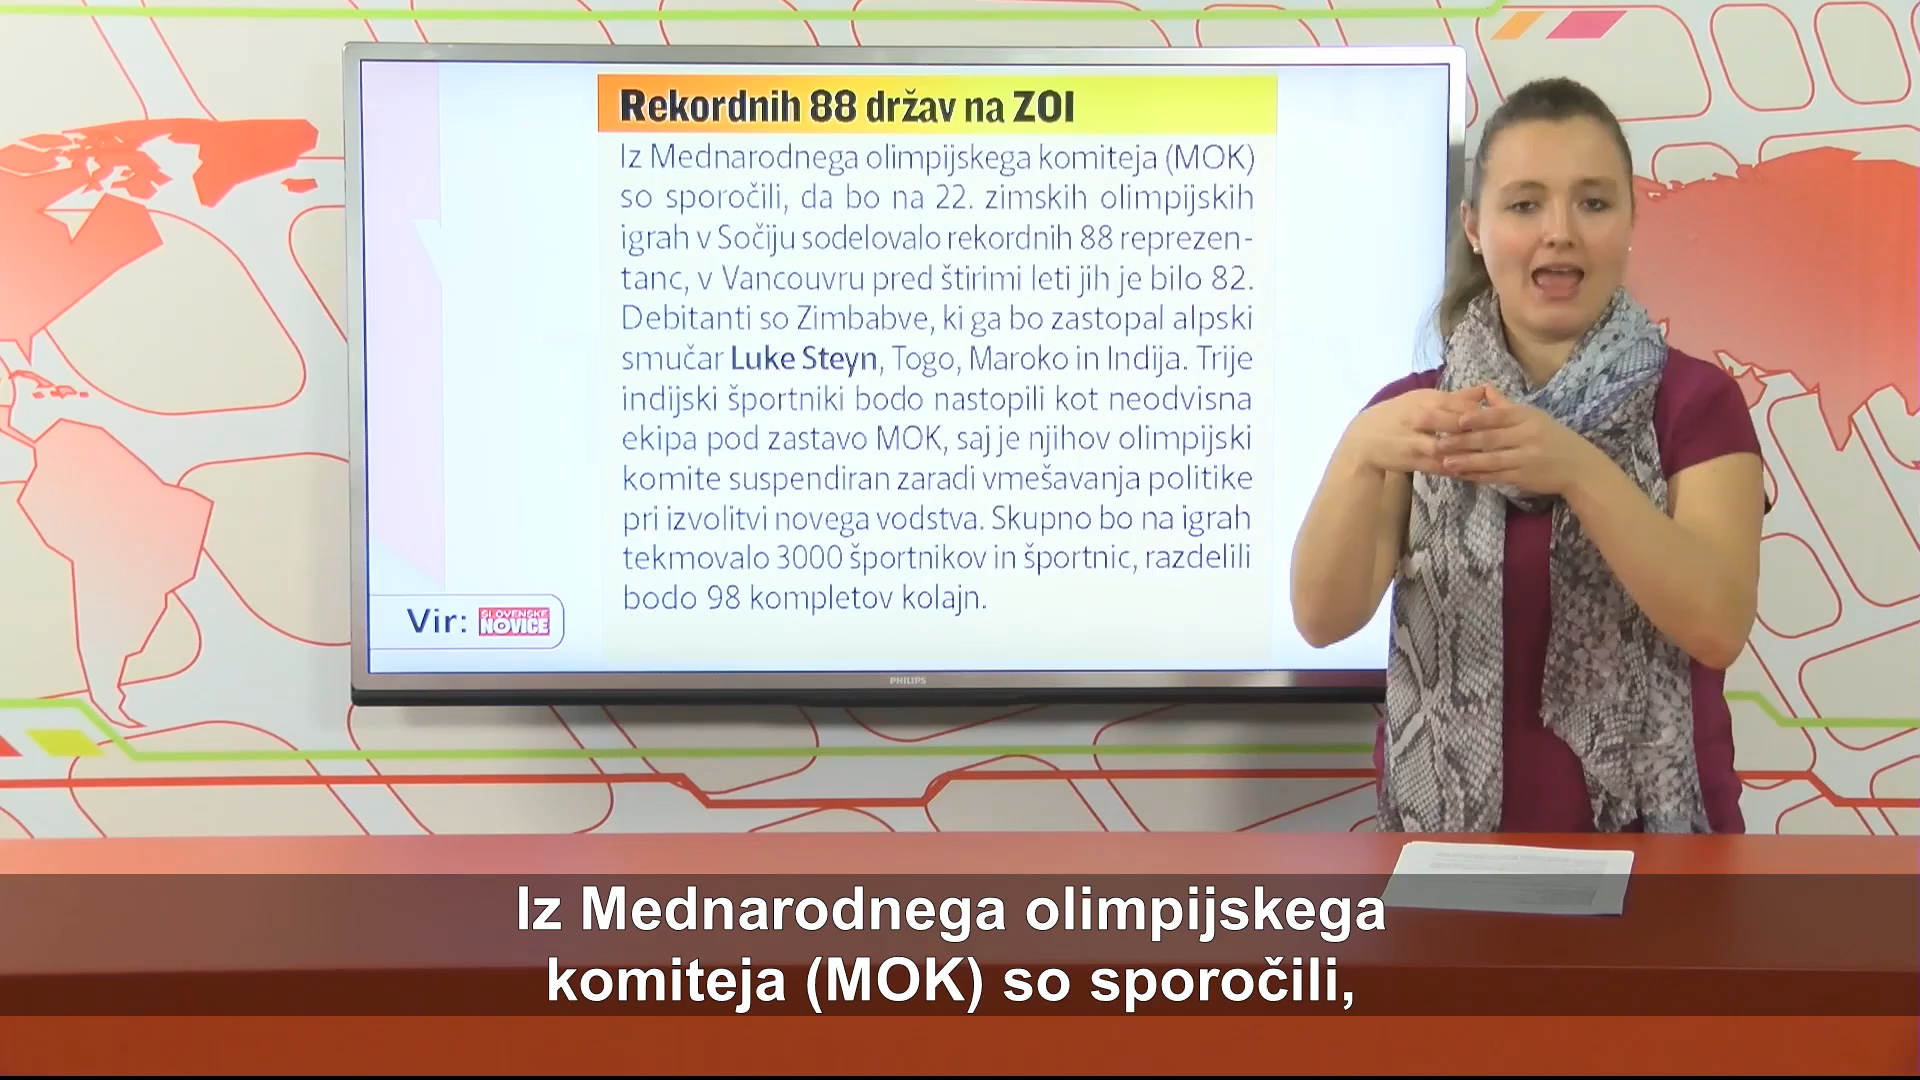 Rekordnih 88 držav na ZOI
Iz Mednarodnega olimpijskega komiteja (MOK)
so sporočili, da bo na 22. zimskih olimpijskih
igrah v Sočiju sodelovalo rekordnih 88 reprezen-
tanc, v Vancouvru pred štirimi leti jih je bilo 82.
Debitanti so Zimbabve, ki ga bo zastopal alpski
smučar Luke Steyn, Togo, Maroko in Indija. Trije
indijski športniki bodo nastopili kot neodvisna
ekipa pod zastavo MOK, saj je njihov olimpijski
komite suspendiran zaradi vmešavanja politike
pri izvolitvi novega vodstva. Skupno bo na igrah
tekmovalo 3000 športnikov in športnic, razdelili
bodo 98 kompletov kolajn.
Vir: SLOVENSKE
NOVICE
PHILIPS
Iz Mednarodnega olimpijskega
komiteja (MOK) so sporočili,